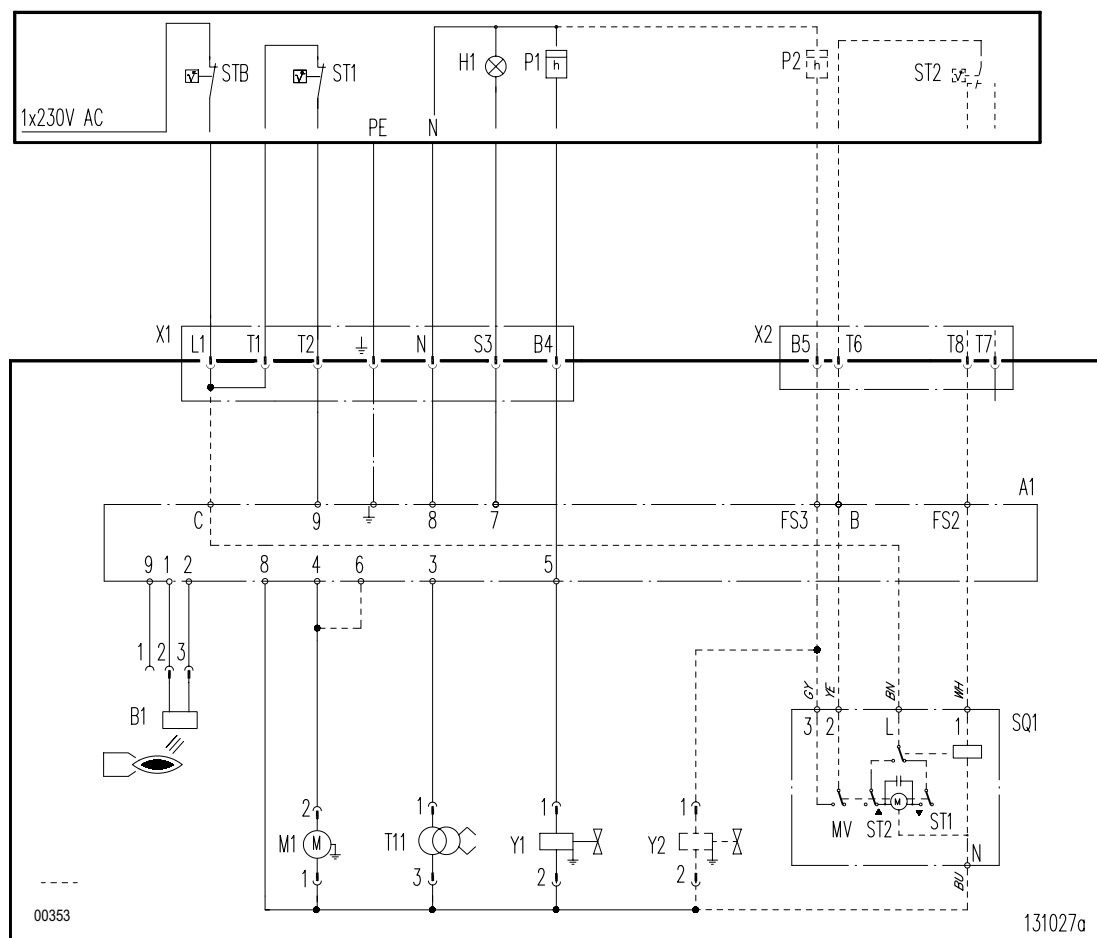 STB
ST1
H1
P1
P2
ST2
h
h
1x230V AC
PE
N
X1
L1
T1
T2
N
S3
B4
X2
B5
T6
T8
T7
A1
C
9
8
7
FS3
B
FS2
9
1
2
8
4
6
3
5
1
2
3
B1
GY
YE
BN
WH
3
2
L
1
SQ1
M
MV
ST2
ST1
N
BU
2
M1
M
1
1
T11
3
1
Y1
2
1
Y2
2
00353
131027a